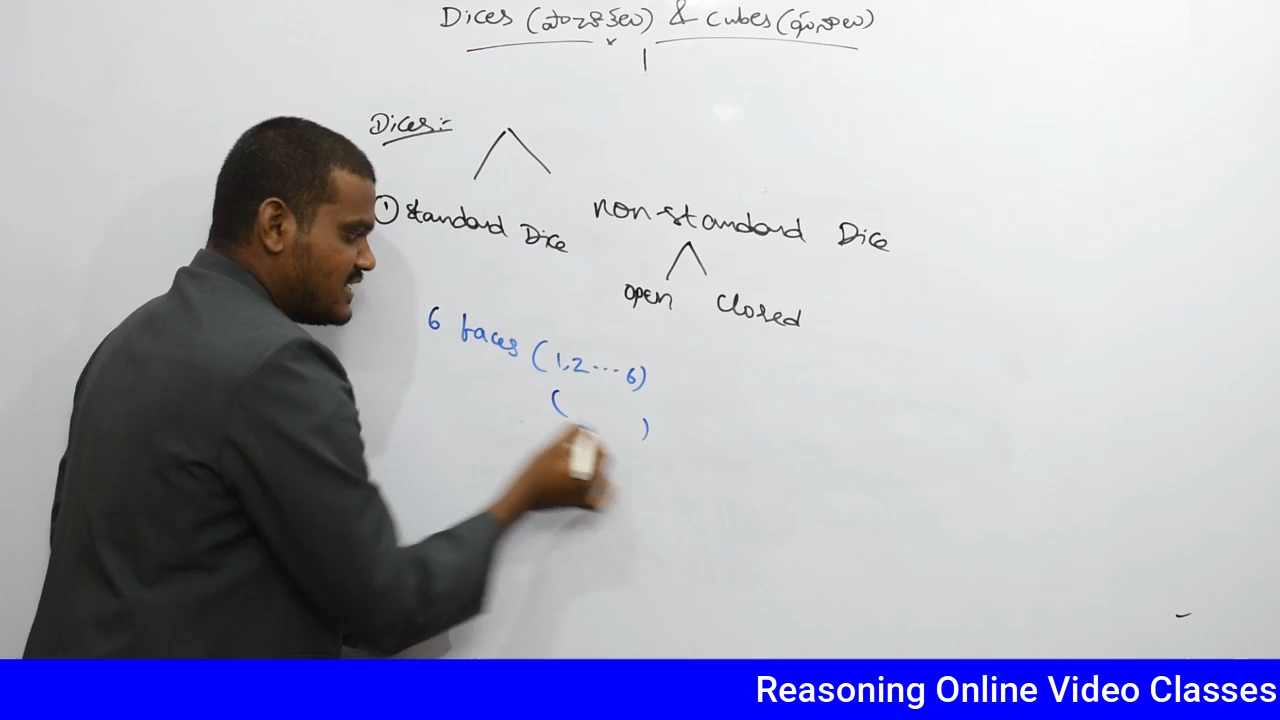 Dices (పాచికలు) & Cubes (ఘనాలు)
Dices:-
① Standard Dice
non-standard Dice
open closed
6 faces (1,2...6)
( )
Reasoning Online Video Classes